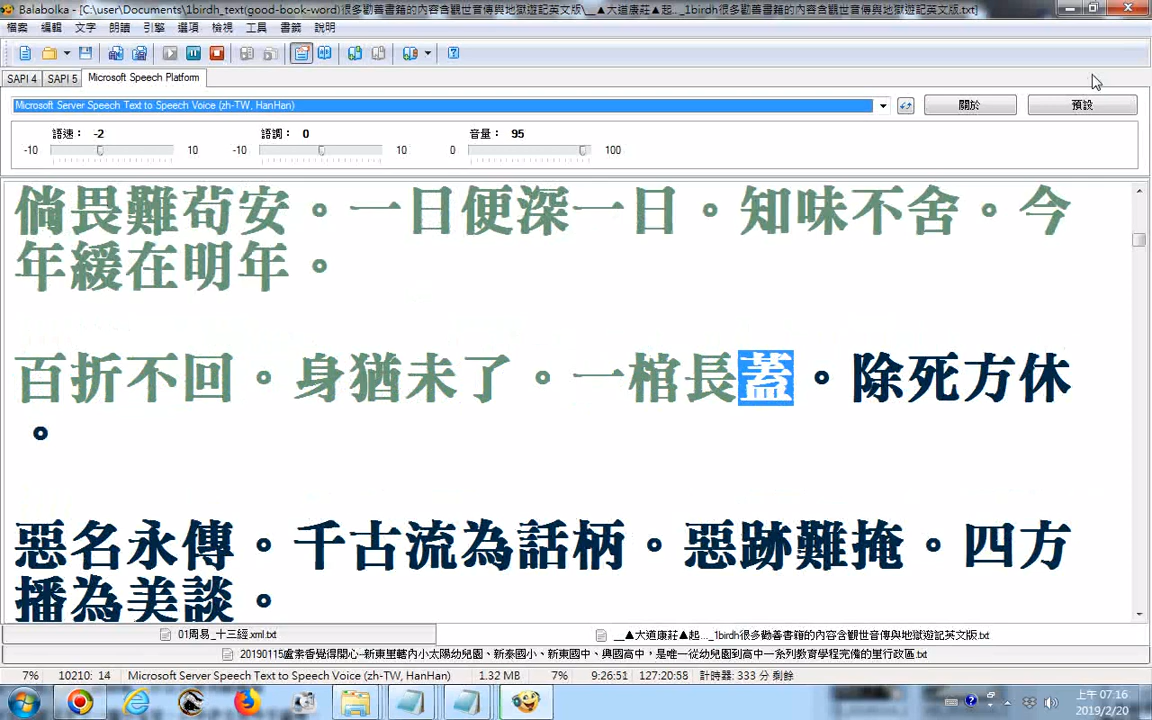 Balabolka - [C:\user\Documents\1birdh_text(good-book-word)很多勸善書籍的內容含觀世音傳與地獄遊記英文版\__▲大道康莊▲起..._1birdh很多勸善書籍的內容含觀世音傳與地獄遊記英文版.txt]
檔案 編輯 文字 朗讀 引擎 選項 檢視 工具 書籤 說明
SAPI 4 SAPI 5 Microsoft Speech Platform
Microsoft Server Speech Text to Speech Voice (zh-TW, HanHan) 關於 預設
語速： -2 語調： 0 音量： 95
-10 10 -10 10 0 100
倘畏難苟安。一日便深一日。知味不舍。今
年緩在明年。
百折不回。身猶未了。一棺長蓋。除死方休
。
惡名永傳。千古流為話柄。惡跡難掩。四方
播為美談。
01周易_十三經.xml.txt __▲大道康莊▲起..._1birdh很多勸善書籍的內容含觀世音傳與地獄遊記英文版.txt
20190115盧素香覺得開心-新東里轄內小太陽幼兒園、新泰國小、新東國中、興國高中，是唯一從幼兒園到高中一系列教育學程完備的里行政區.txt
7% 10210: 14 Microsoft Server Speech Text to Speech Voice (zh-TW, HanHan) 1.32 MB 7% 9:26:51 127:20:58 計時器: 333 分 剩餘
上午 07:16
2019/2/20